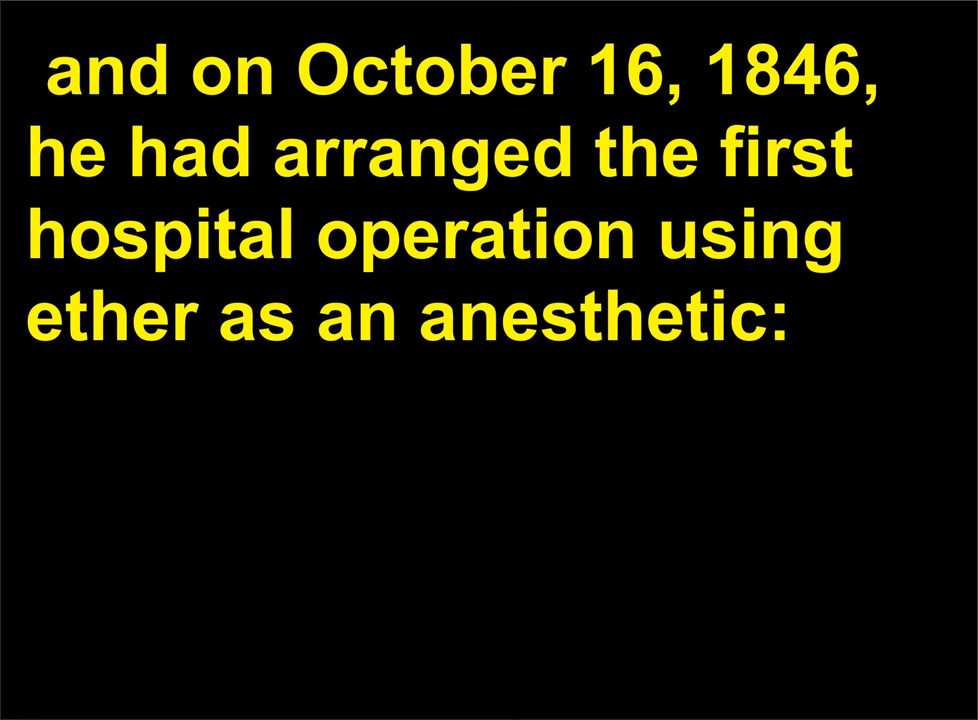 and on October 16, 1846,
he had arranged the first
hospital operation using
ether as an anesthetic: